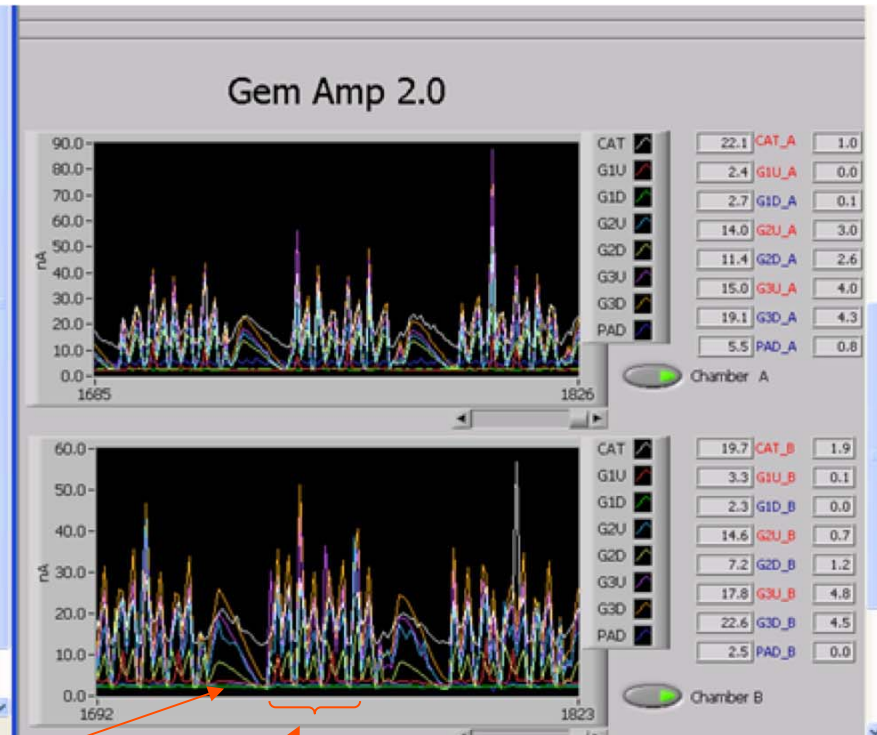 Gem Amp 2.0
90.0
80.0
70.0
60.0
50.0
40.0
30.0
20.0
10.0
0.0
nA
1685
1826
CAT
G1U
G1D
G2U
G2D
G3U
G3D
PAD
22.1 CAT_A 1.0
2.4 G1U_A 0.0
2.7 G1D_A 0.1
14.0 G2U_A 3.0
11.4 G2D_A 2.6
15.0 G3U_A 4.0
19.1 G3D_A 4.3
5.5 PAD_A 0.8
Chamber A
60.0
50.0
40.0
30.0
20.0
10.0
0.0
nA
1692
1823
CAT
G1U
G1D
G2U
G2D
G3U
G3D
PAD
19.7 CAT_B 1.9
3.3 G1U_B 0.1
2.3 G1D_B 0.0
14.6 G2U_B 0.7
7.2 G2D_B 1.2
17.8 G3U_B 4.8
22.6 G3D_B 4.5
2.5 PAD_B 0.0
Chamber B